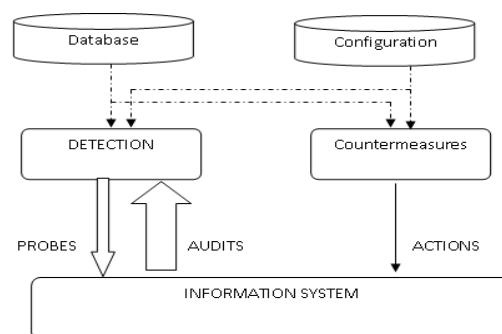 Database
Configuration
DETECTION
Countermeasures
PROBES
AUDITS
ACTIONS
INFORMATION SYSTEM